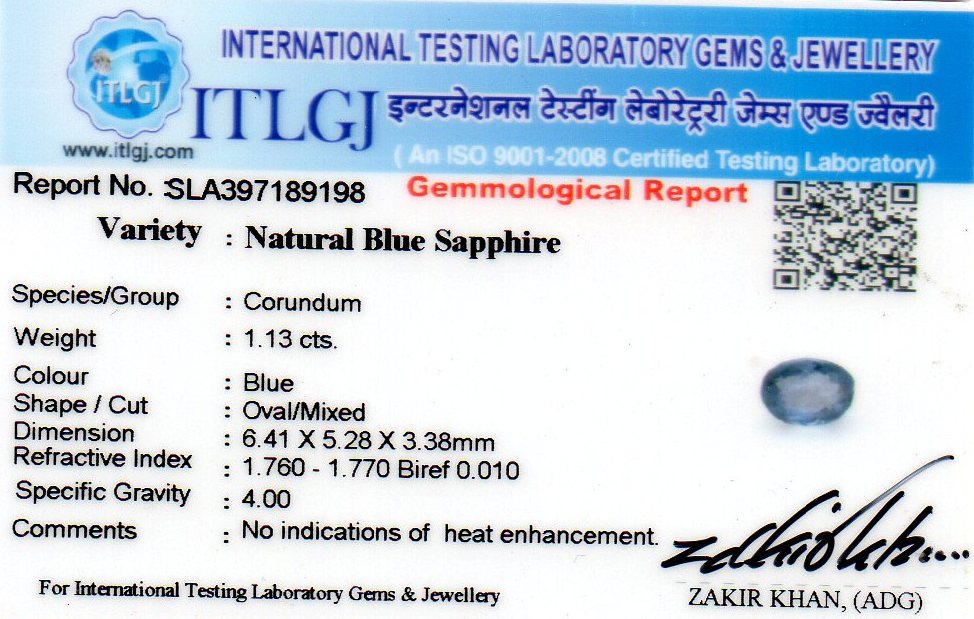 INTERNATIONAL TESTING LABORATORY GEMS & JEWELLERY
ITLGJ
ITLGJ
इन्टरनेशनल टेस्टींग लेबोरेट्री जेम्स एण्ड ज्वैलरी
www.itlgj.com
( An ISO 9001-2008 Certified Testing Laboratory)
Report No. :SLA397189198
Gemmological Report
Variety : Natural Blue Sapphire
Species/Group : Corundum
Weight : 1.13 cts.
Colour : Blue
Shape / Cut : Oval/Mixed
Dimension : 6.41 X 5.28 X 3.38mm
Refractive Index : 1.760 - 1.770 Biref 0.010
Specific Gravity : 4.00
Comments : No indications of heat enhancement.
For International Testing Laboratory Gems & Jewellery
ZAKIR KHAN, (ADG)